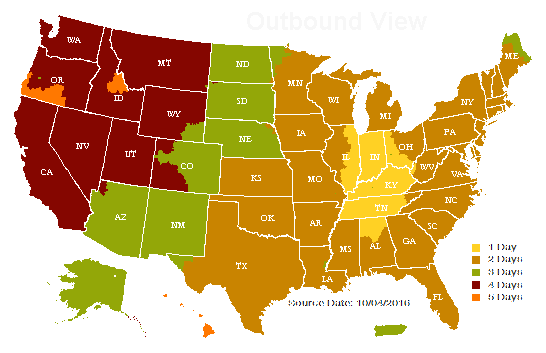 Outbound View
WA
OR
MT
ID
WY
NV
UT
CA
CO
AZ
NM
ND
SD
NE
KS
OK
TX
MN
IA
MO
AR
LA
WI
IL
MI
IN
OH
KY
TN
MS
AL
GA
FL
SC
NC
VA
WV
PA
NY
ME
1 Day
2 Days
3 Days
4 Days
5 Days
Source Date: 10/04/2016